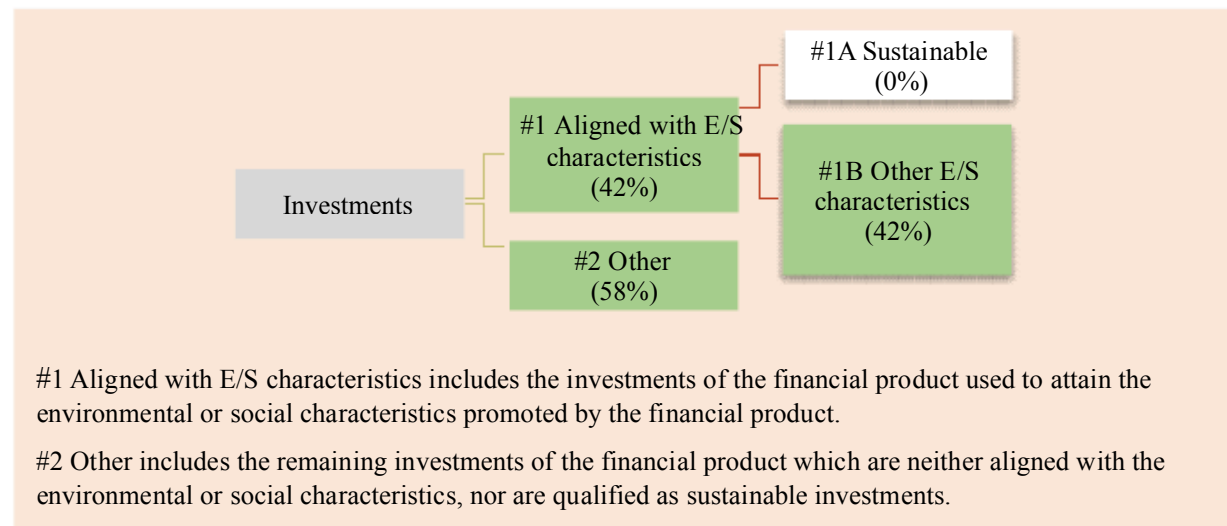 #1A Sustainable
(0%)
#1 Aligned with E/S
characteristics
(42%)
#1B Other E/S
characteristics
(42%)
Investments
#2 Other
(58%)
#1 Aligned with E/S characteristics includes the investments of the financial product used to attain the
environmental or social characteristics promoted by the financial product.
#2 Other includes the remaining investments of the financial product which are neither aligned with the
environmental or social characteristics, nor are qualified as sustainable investments.